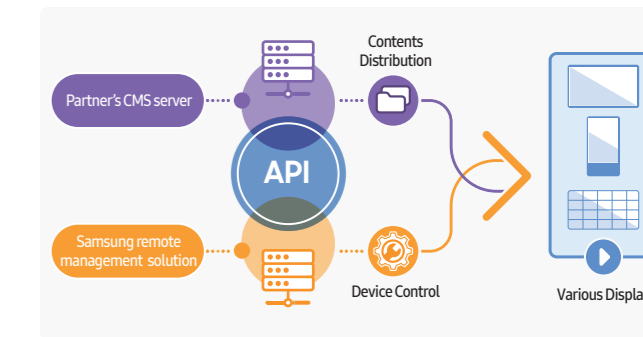 Contents
Distribution
Partner's CMS server
API
Samsung remote
management solution
Device Control
Various Displa